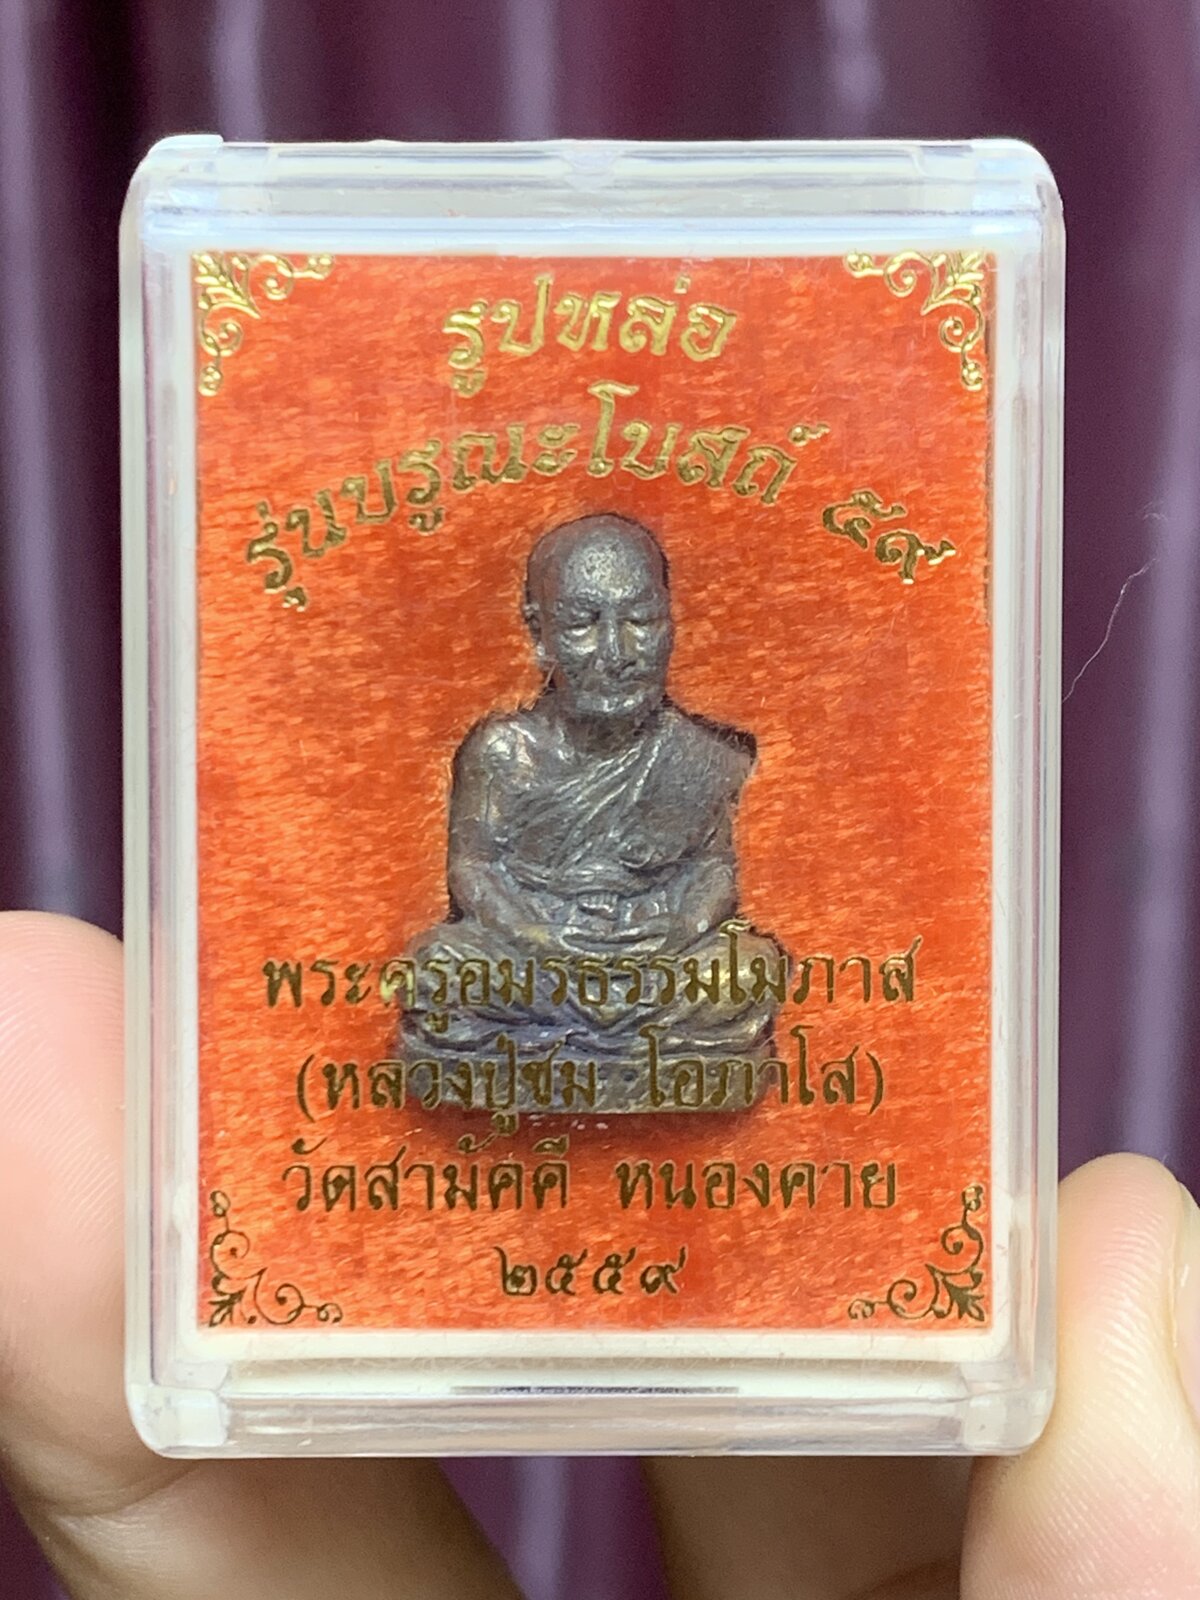 รูปหล่อ
รุ่นบรูณะโบสถ์ ๕๙
พระครูอมรธรรมโมภาส
(หลวงปู่ชม โอภาโส)
วัดสามัคคี หนองคาย
๒๕๕๙